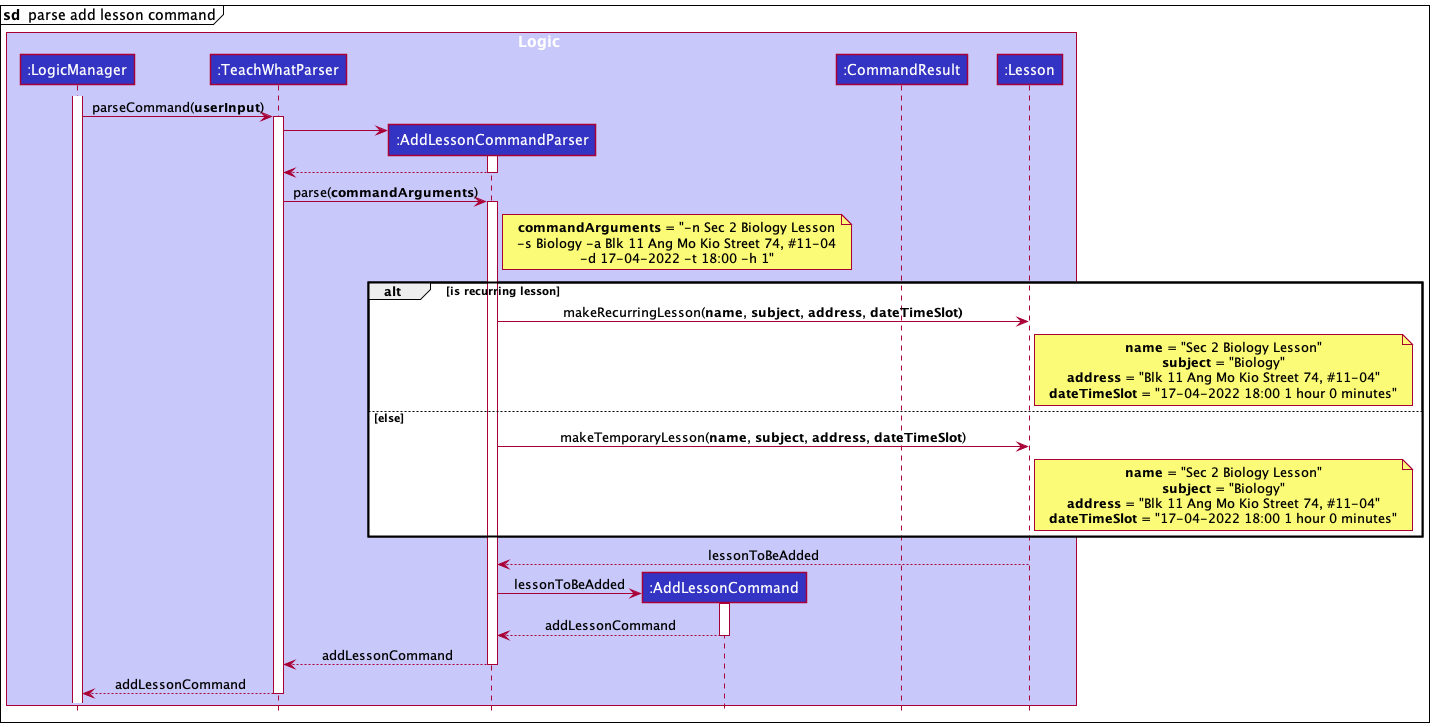 sd parse add lesson command
Logic
:LogicManager
:TeachWhatParser
:CommandResult
:Lesson
parseCommand(userInput)
:AddLessonCommandParser
parse(commandArguments)
commandArguments = "-n Sec 2 Biology Lesson
-s Biology -a Blk 11 Ang Mo Kio Street 74, #11-04
-d 17-04-2022 -t 18:00 -h 1"
alt
[is recurring lesson]
makeRecurringLesson(name, subject, address, dateTimeSlot)
name = "Sec 2 Biology Lesson"
subject = "Biology"
address = "Blk 11 Ang Mo Kio Street 74, #11-04"
dateTimeSlot = "17-04-2022 18:00 1 hour 0 minutes"
[else]
makeTemporaryLesson(name, subject, address, dateTimeSlot)
name = "Sec 2 Biology Lesson"
subject = "Biology"
address = "Blk 11 Ang Mo Kio Street 74, #11-04"
dateTimeSlot = "17-04-2022 18:00 1 hour 0 minutes"
lessonToBeAdded
lessonToBeAdded
:AddLessonCommand
addLessonCommand
addLessonCommand
addLessonCommand